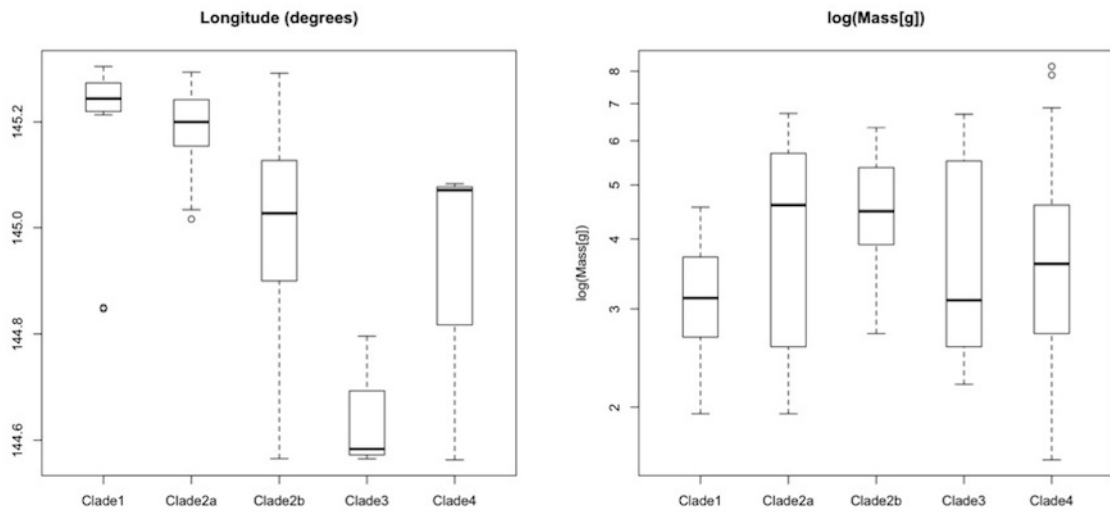 Longitude (degrees)
145.2
145.0
144.8
144.6
Clade1 Clade2a Clade2b Clade3 Clade4
log(Mass[g])
log(Mass[g])
8
7
6
5
4
3
2
Clade1 Clade2a Clade2b Clade3 Clade4